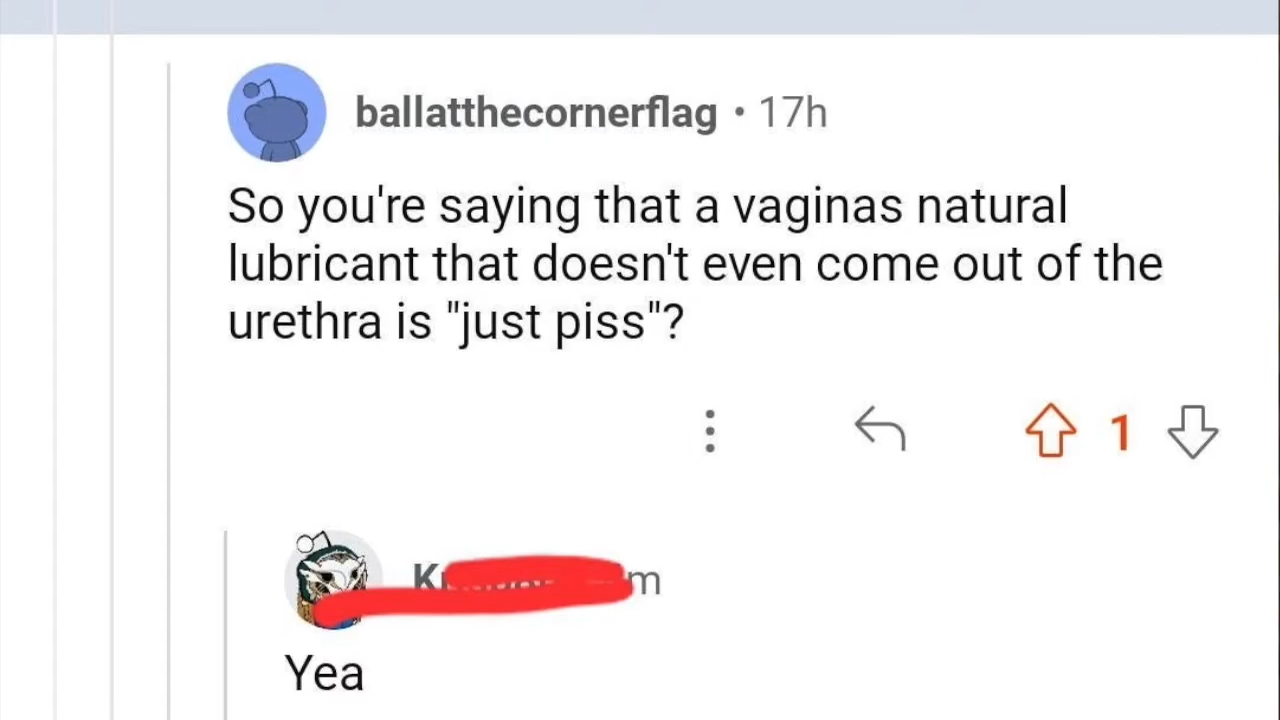 ballatthecornerflag • 17h
So you're saying that a vaginas natural
lubricant that doesn't even come out of the
urethra is "just piss"?
1
m
Yea